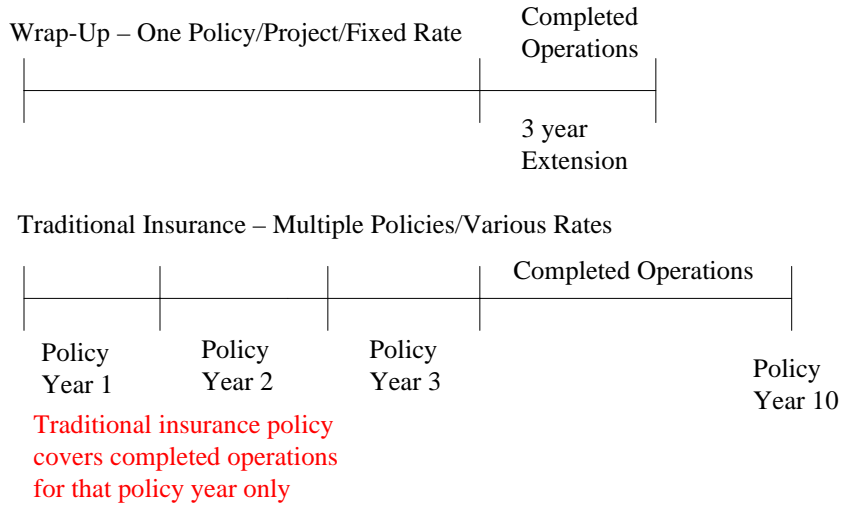 Wrap-Up – One Policy/Project/Fixed Rate
Completed
Operations
3 year
Extension
Traditional Insurance – Multiple Policies/Various Rates
Completed Operations
Policy
Year 1
Policy
Year 2
Policy
Year 3
Policy
Year 10
Traditional insurance policy
covers completed operations
for that policy year only